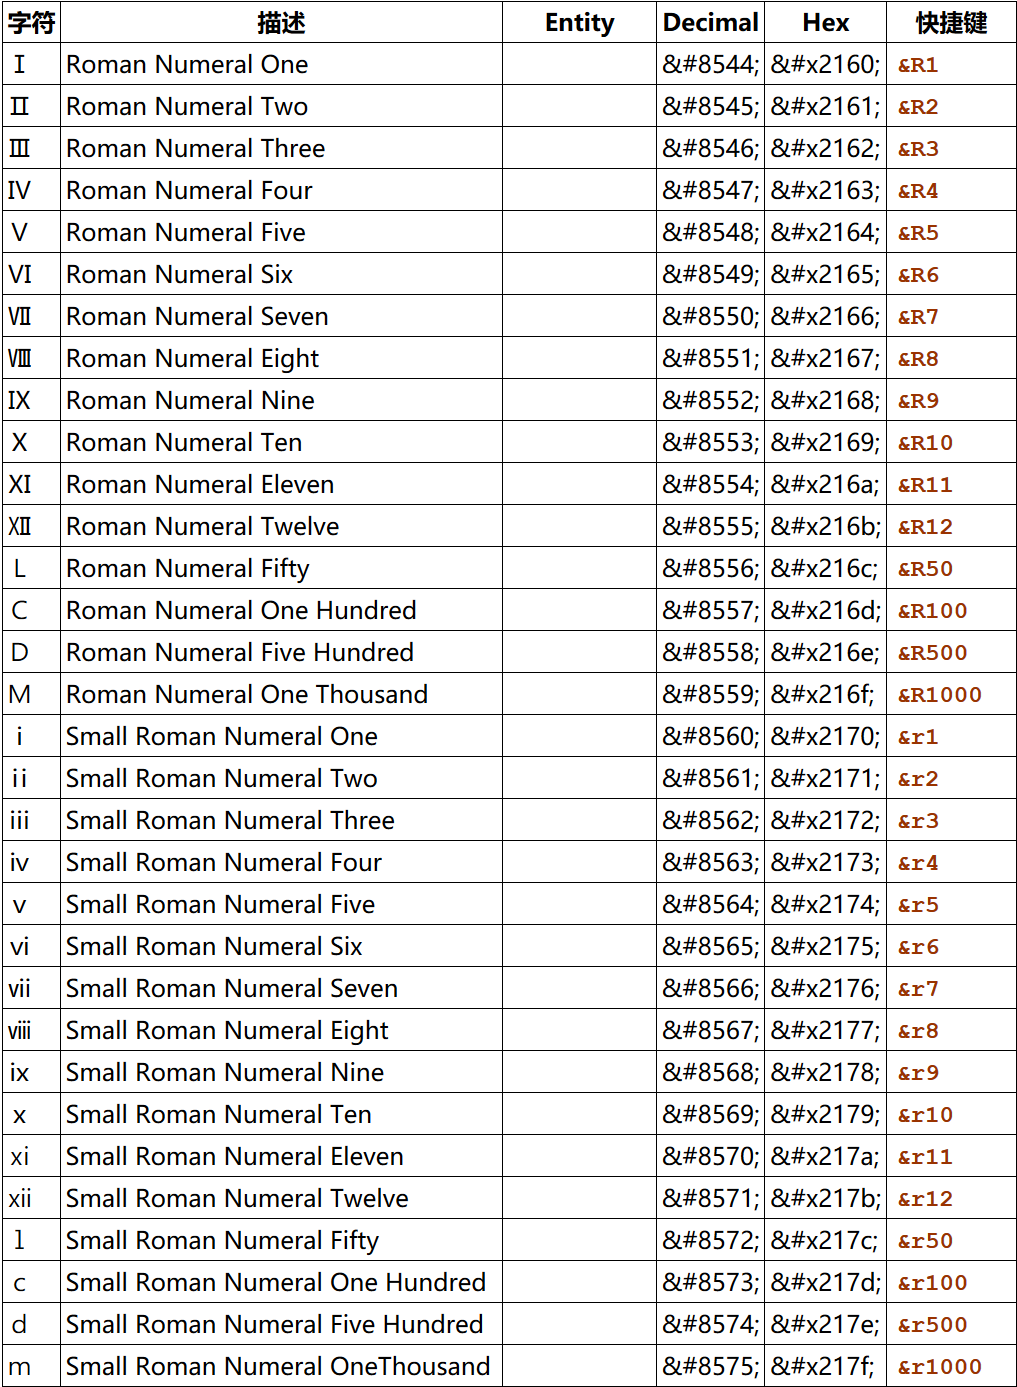 字符 描述 Entity Decimal Hex 快捷键
Ⅰ Roman Numeral One &#8544; &#x2160; &R1
Ⅱ Roman Numeral Two &#8545; &#x2161; &R2
Ⅲ Roman Numeral Three &#8546; &#x2162; &R3
Ⅳ Roman Numeral Four &#8547; &#x2163; &R4
Ⅴ Roman Numeral Five &#8548; &#x2164; &R5
Ⅵ Roman Numeral Six &#8549; &#x2165; &R6
Ⅶ Roman Numeral Seven &#8550; &#x2166; &R7
Ⅷ Roman Numeral Eight &#8551; &#x2167; &R8
Ⅸ Roman Numeral Nine &#8552; &#x2168; &R9
Ⅹ Roman Numeral Ten &#8553; &#x2169; &R10
Ⅺ Roman Numeral Eleven &#8554; &#x216a; &R11
Ⅻ Roman Numeral Twelve &#8555; &#x216b; &R12
Ⅼ Roman Numeral Fifty &#8556; &#x216c; &R50
Ⅽ Roman Numeral One Hundred &#8557; &#x216d; &R100
Ⅾ Roman Numeral Five Hundred &#8558; &#x216e; &R500
Ⅿ Roman Numeral One Thousand &#8559; &#x216f; &R1000
ⅰ Small Roman Numeral One &#8560; &#x2170; &r1
ⅱ Small Roman Numeral Two &#8561; &#x2171; &r2
ⅲ Small Roman Numeral Three &#8562; &#x2172; &r3
ⅳ Small Roman Numeral Four &#8563; &#x2173; &r4
ⅴ Small Roman Numeral Five &#8564; &#x2174; &r5
ⅵ Small Roman Numeral Six &#8565; &#x2175; &r6
ⅶ Small Roman Numeral Seven &#8566; &#x2176; &r7
ⅷ Small Roman Numeral Eight &#8567; &#x2177; &r8
ⅸ Small Roman Numeral Nine &#8568; &#x2178; &r9
ⅹ Small Roman Numeral Ten &#8569; &#x2179; &r10
ⅺ Small Roman Numeral Eleven &#8570; &#x217a; &r11
ⅻ Small Roman Numeral Twelve &#8571; &#x217b; &r12
ⅼ Small Roman Numeral Fifty &#8572; &#x217c; &r50
ⅽ Small Roman Numeral One Hundred &#8573; &#x217d; &r100
ⅾ Small Roman Numeral Five Hundred &#8574; &#x217e; &r500
ⅿ Small Roman Numeral OneThousand &#8575; &#x217f; &r1000